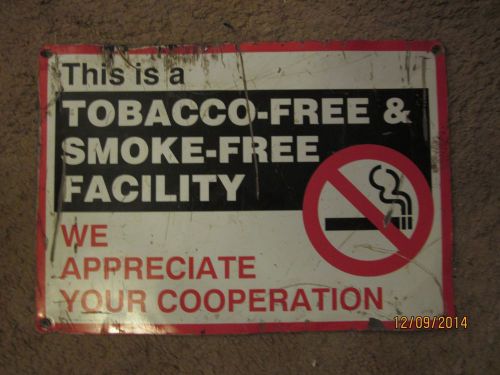 This is a
TOBACCO-FREE &
SMOKE-FREE
FACILITY
WE
APPRECIATE
YOUR COOPERATION
12/09/2014